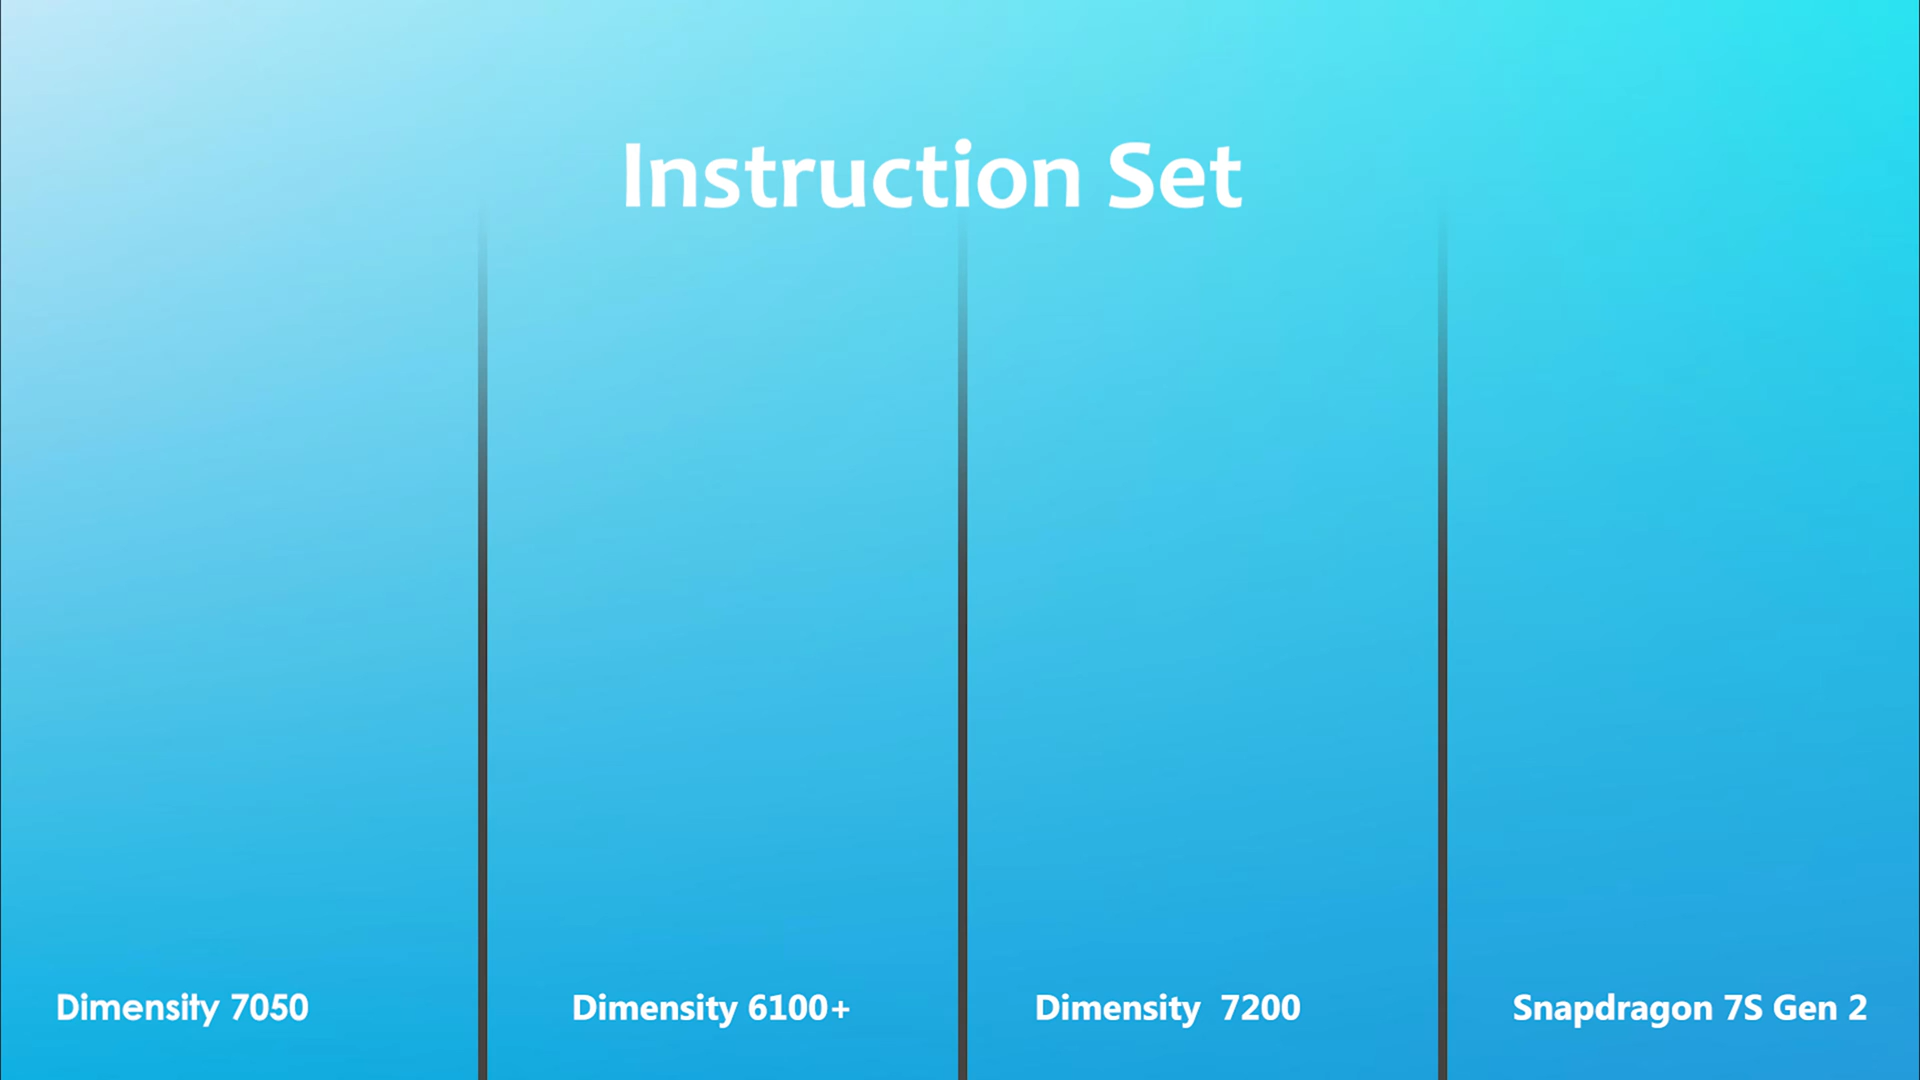 Instruction Set
Dimensity 7050
Dimensity 6100+
Dimensity 7200
Snapdragon 7S Gen 2